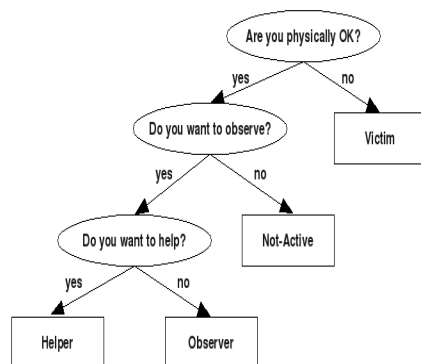 Are you physically OK?
yes
no
Do you want to observe?
Victim
yes
no
Do you want to help?
Not-Active
yes
no
Helper
Observer